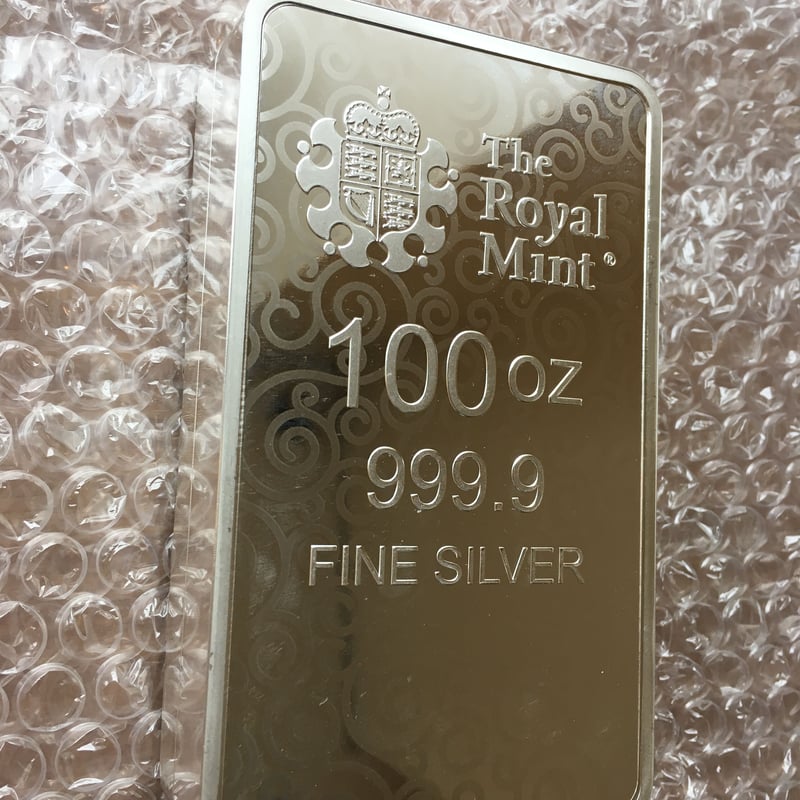 The
Royal
Mint®
100 oz
999.9
FINE SILVER